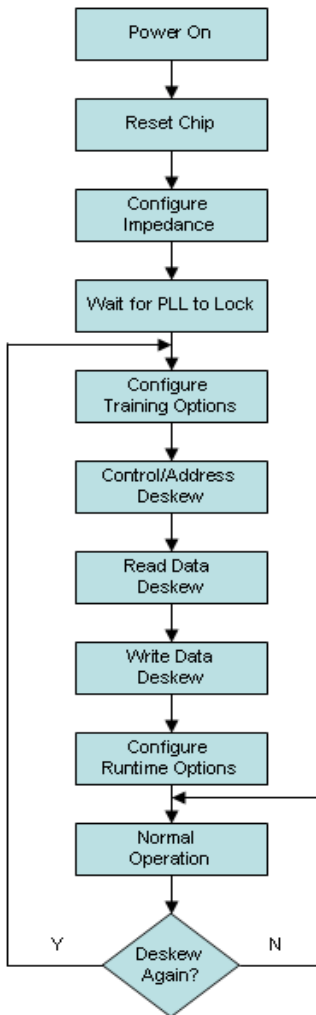 Power On
Reset Chip
Configure
Impedance
Wait for PLL to Lock
Configure
Training Options
Control/Address
Deskew
Read Data
Deskew
Write Data
Deskew
Configure
Runtime Options
Normal
Operation
Y
Deskew
Again?
N